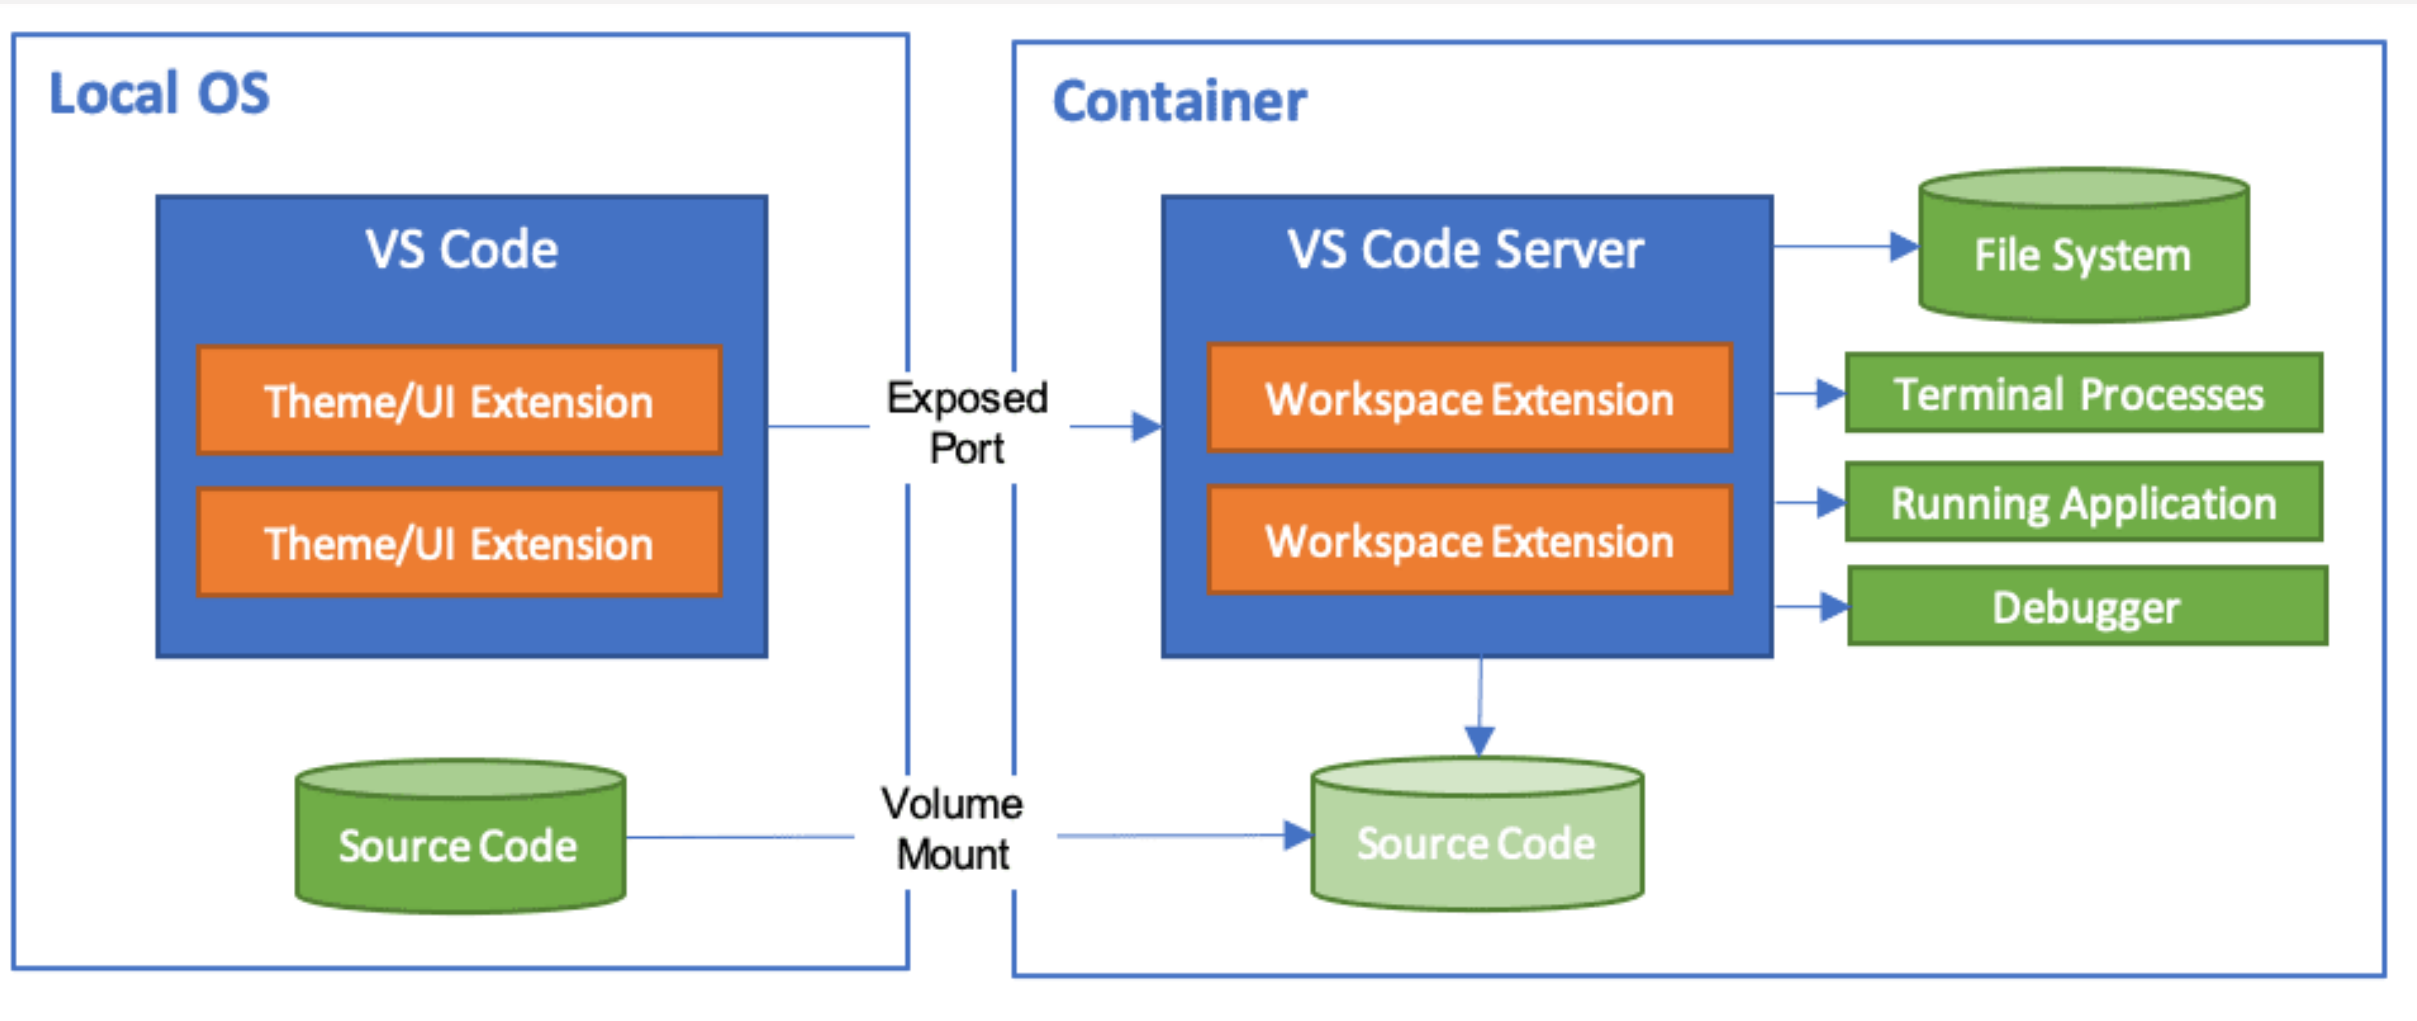 Local OS
VS Code
Theme/UI Extension
Theme/UI Extension
Source Code
Exposed
Port
Volume
Mount
Container
VS Code Server
Workspace Extension
Workspace Extension
File System
Terminal Processes
Running Application
Debugger
Source Code